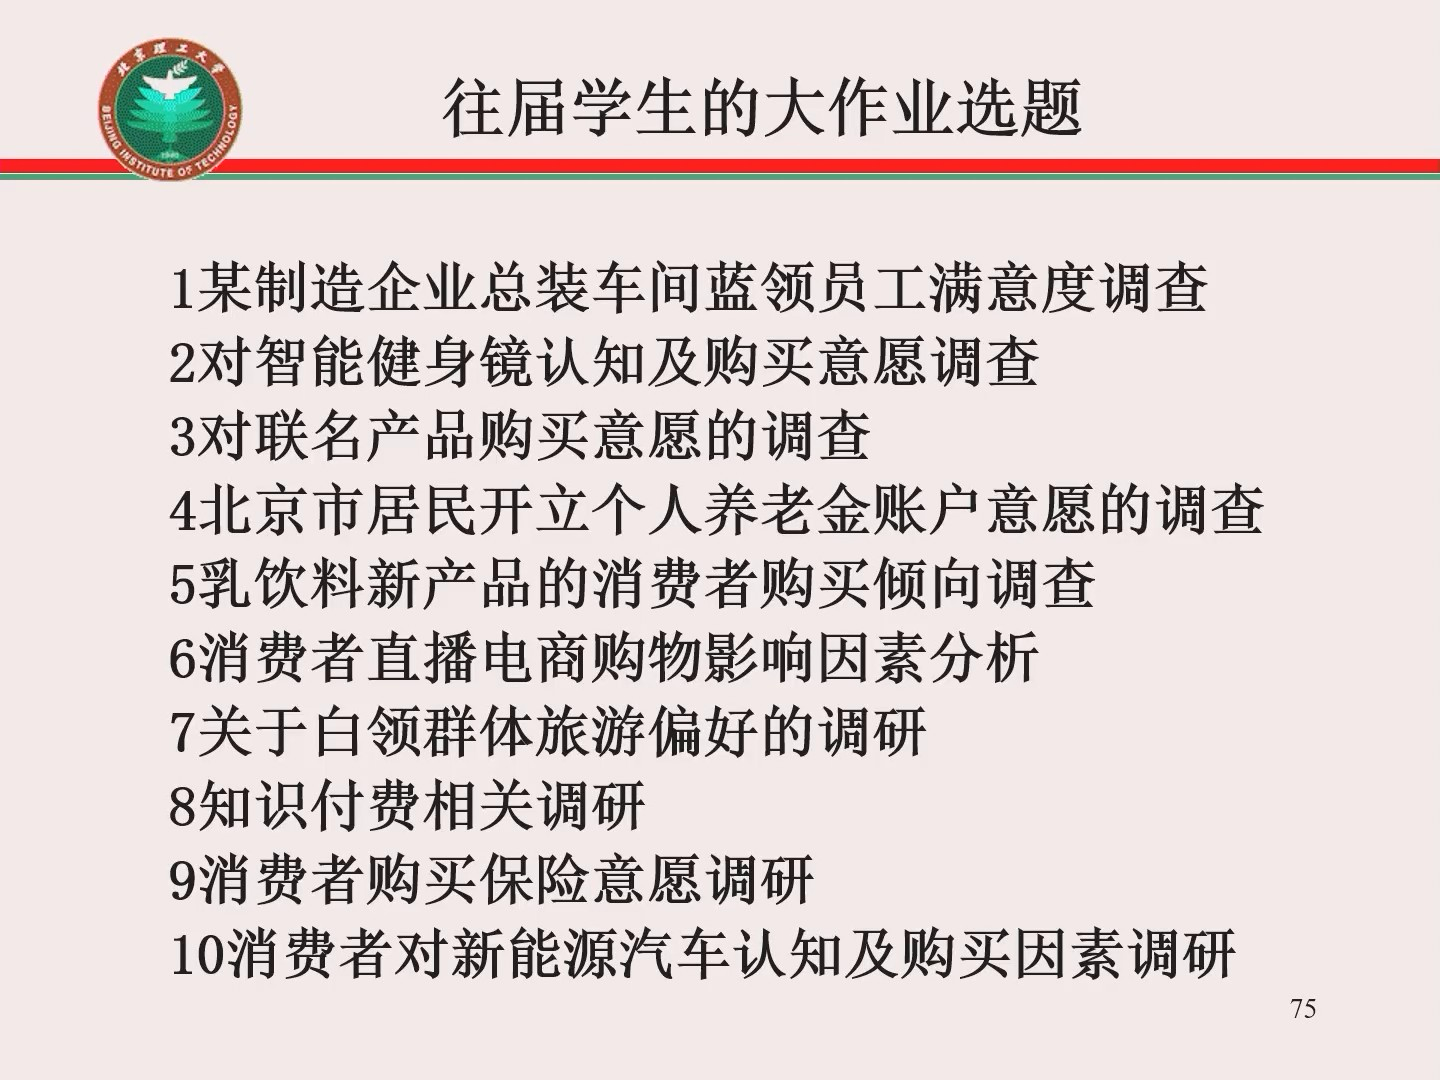 北京理工大学
BEIJING INSTITUTE OF TECHNOLOGY
1940
往届学生的大作业选题
1某制造企业总装车间蓝领员工满意度调查
2对智能健身镜认知及购买意愿调查
3对联名产品购买意愿的调查
4北京市居民开立个人养老金账户意愿的调查
5乳饮料新产品的消费者购买倾向调查
6消费者直播电商购物影响因素分析
7关于白领群体旅游偏好的调研
8知识付费相关调研
9消费者购买保险意愿调研
10消费者对新能源汽车认知及购买因素调研
75